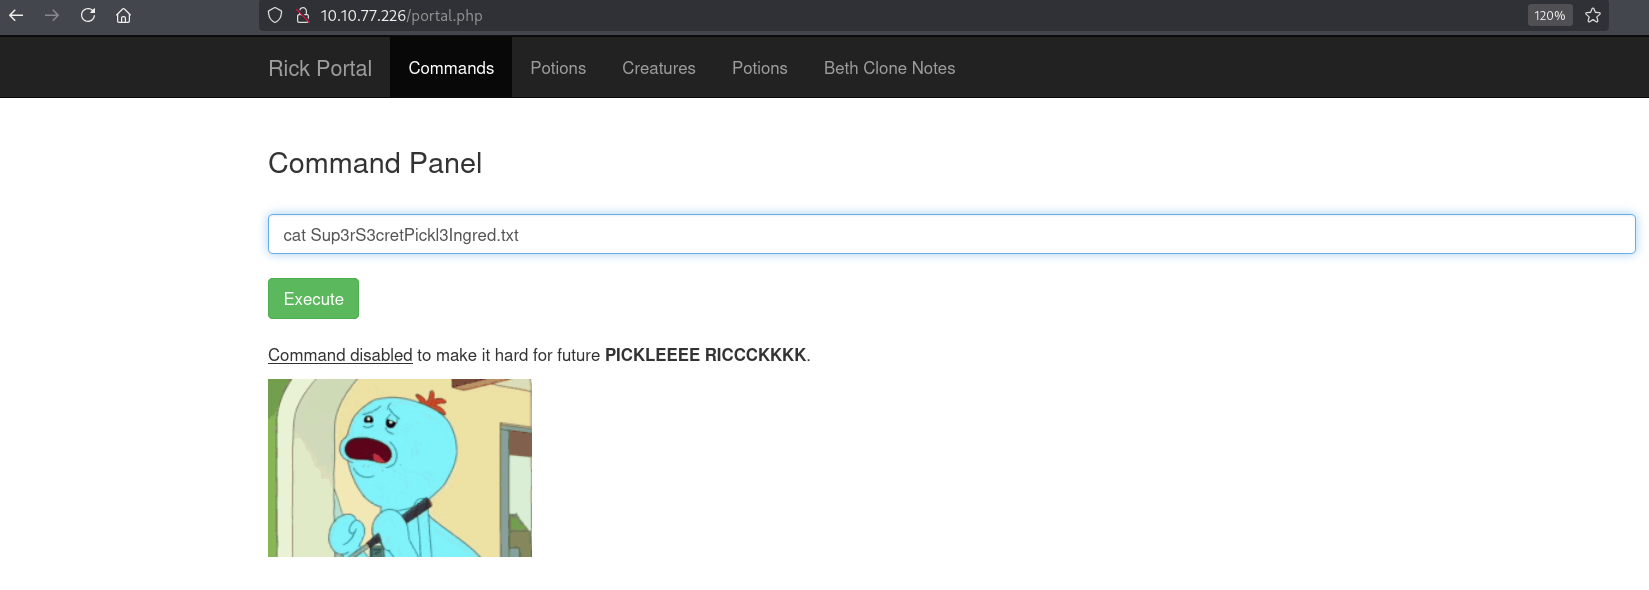 10.10.77.226/portal.php 120%
Rick Portal Commands Potions Creatures Potions Beth Clone Notes
Command Panel
cat Sup3rS3cretPickl3Ingred.txt
Execute
Command disabled to make it hard for future PICKLEEEE RICCCKKKK.